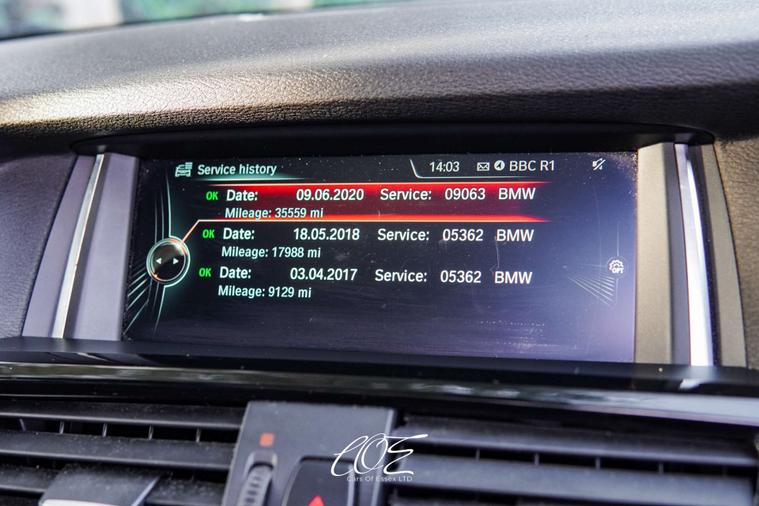 Service history 14:03 BBC R1
OK Date: 09.06.2020 Service: 09063 BMW
Mileage: 35559 mi
OK Date: 18.05.2018 Service: 05362 BMW
Mileage: 17988 mi
OK Date: 03.04.2017 Service: 05362 BMW
Mileage: 9129 mi
OPT
COE
Cars Of Essex LTD